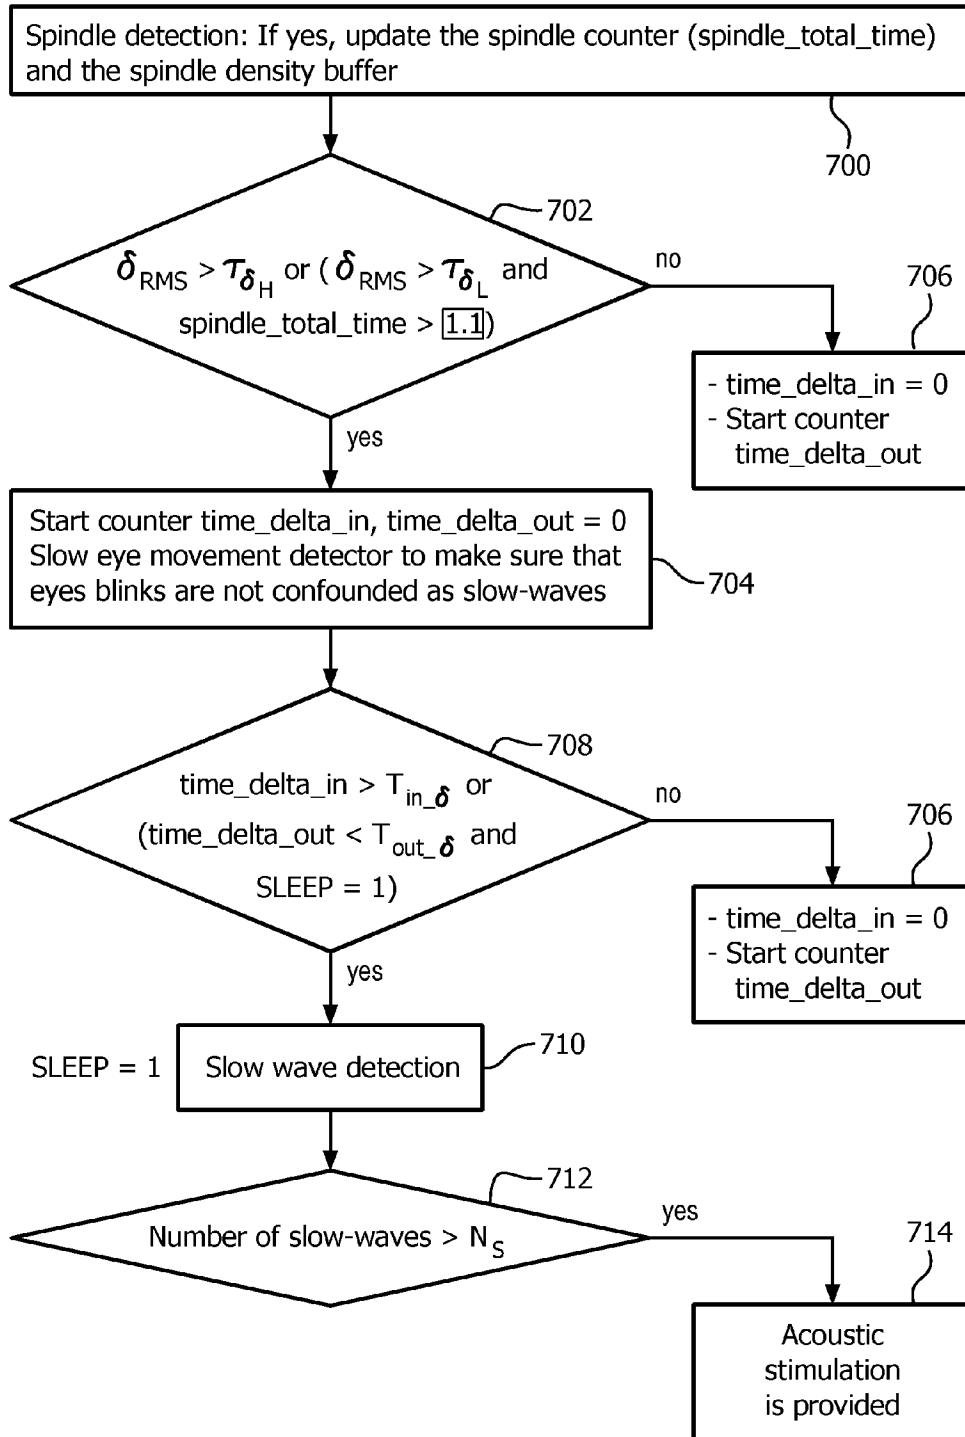 Spindle detection: If yes, update the spindle counter (spindle_total_time)
and the spindle density buffer
700
702
δRMS > τδH or ( δRMS > τδL and
spindle_total_time > 1.1)
no
706
- time_delta_in = 0
- Start counter
time_delta_out
yes
Start counter time_delta_in, time_delta_out = 0
Slow eye movement detector to make sure that
eyes blinks are not confounded as slow-waves
704
708
time_delta_in > Tin_δ or
(time_delta_out < Tout_δ and
SLEEP = 1)
no
706
- time_delta_in = 0
- Start counter
time_delta_out
yes
SLEEP = 1
Slow wave detection
710
712
Number of slow-waves > NS
yes
714
Acoustic
stimulation
is provided